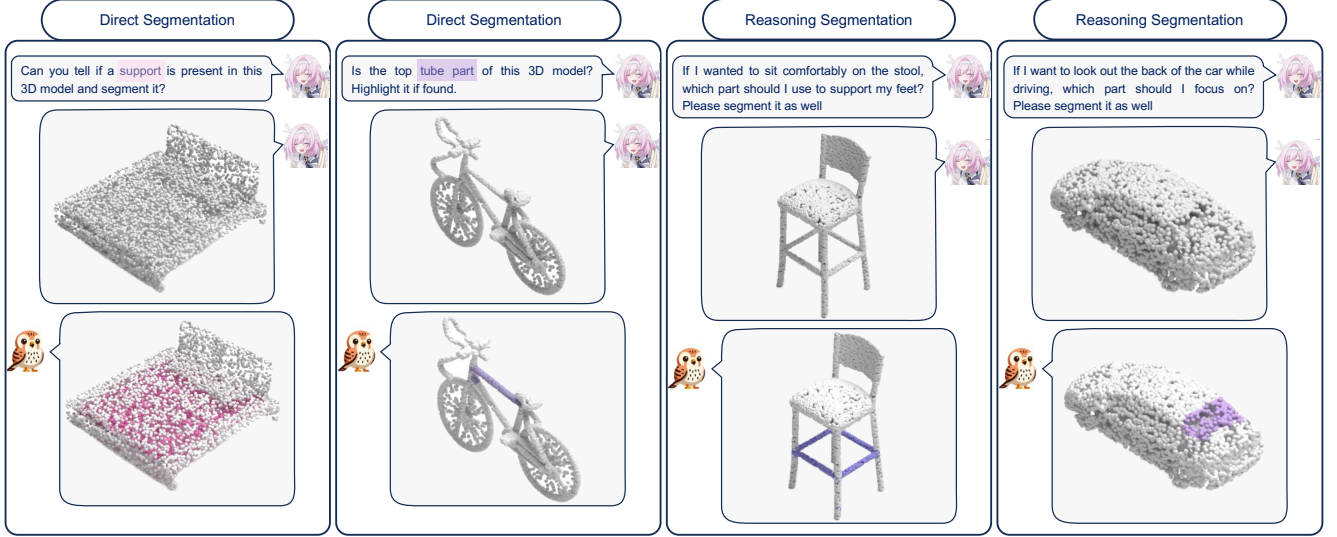 Direct Segmentation
Can you tell if a support is present in this
3D model and segment it?
Direct Segmentation
Is the top tube part of this 3D model?
Highlight it if found.
Reasoning Segmentation
If I wanted to sit comfortably on the stool,
which part should I use to support my feet?
Please segment it as well
Reasoning Segmentation
If I want to look out the back of the car while
driving, which part should I focus on?
Please segment it as well